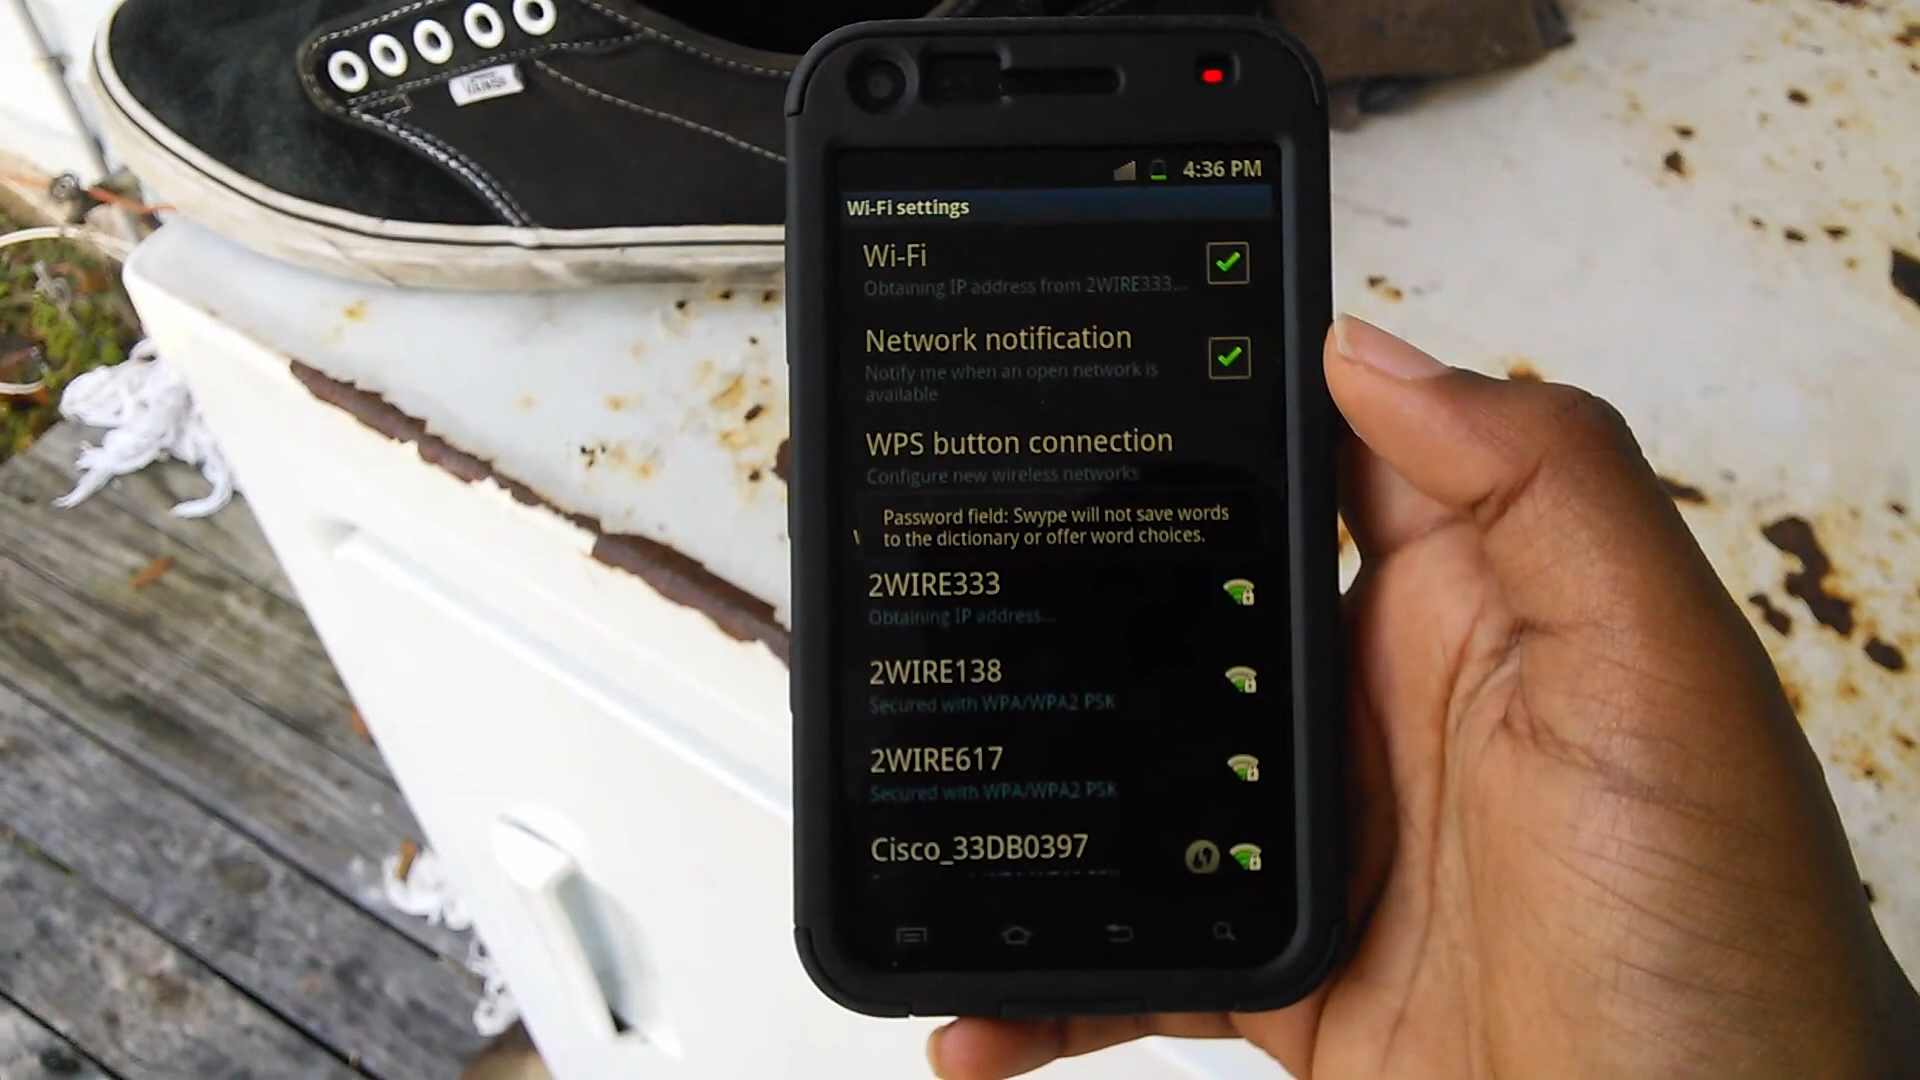 VANS
4:36 PM
Wi-Fi settings
Wi-Fi
Obtaining IP address from 2WIRE333...
Network notification
Notify me when an open network is
available
WPS button connection
Configure new wireless networks
Password field: Swype will not save words
to the dictionary or offer word choices.
2WIRE333
Obtaining IP address...
2WIRE138
Secured with WPA/WPA2 PSK
2WIRE617
Secured with WPA/WPA2 PSK
Cisco_33DB0397